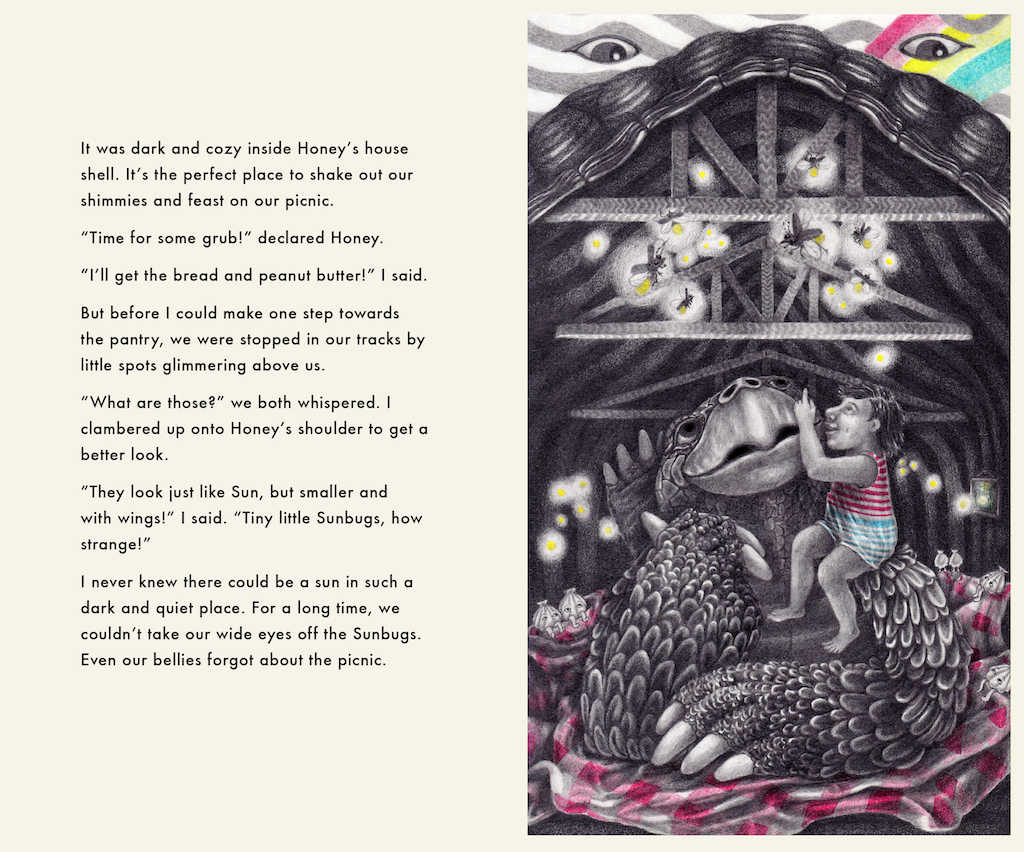 It was dark and cozy inside Honey’s house
shell. It’s the perfect place to shake out our
shimmies and feast on our picnic.
“Time for some grub!” declared Honey.
“I’ll get the bread and peanut butter!” I said.
But before I could make one step towards
the pantry, we were stopped in our tracks by
little spots glimmering above us.
“What are those?” we both whispered. I
clambered up onto Honey’s shoulder to get a
better look.
“They look just like Sun, but smaller and
with wings!” I said. “Tiny little Sunbugs, how
strange!”
I never knew there could be a sun in such a
dark and quiet place. For a long time, we
couldn’t take our wide eyes off the Sunbugs.
Even our bellies forgot about the picnic.